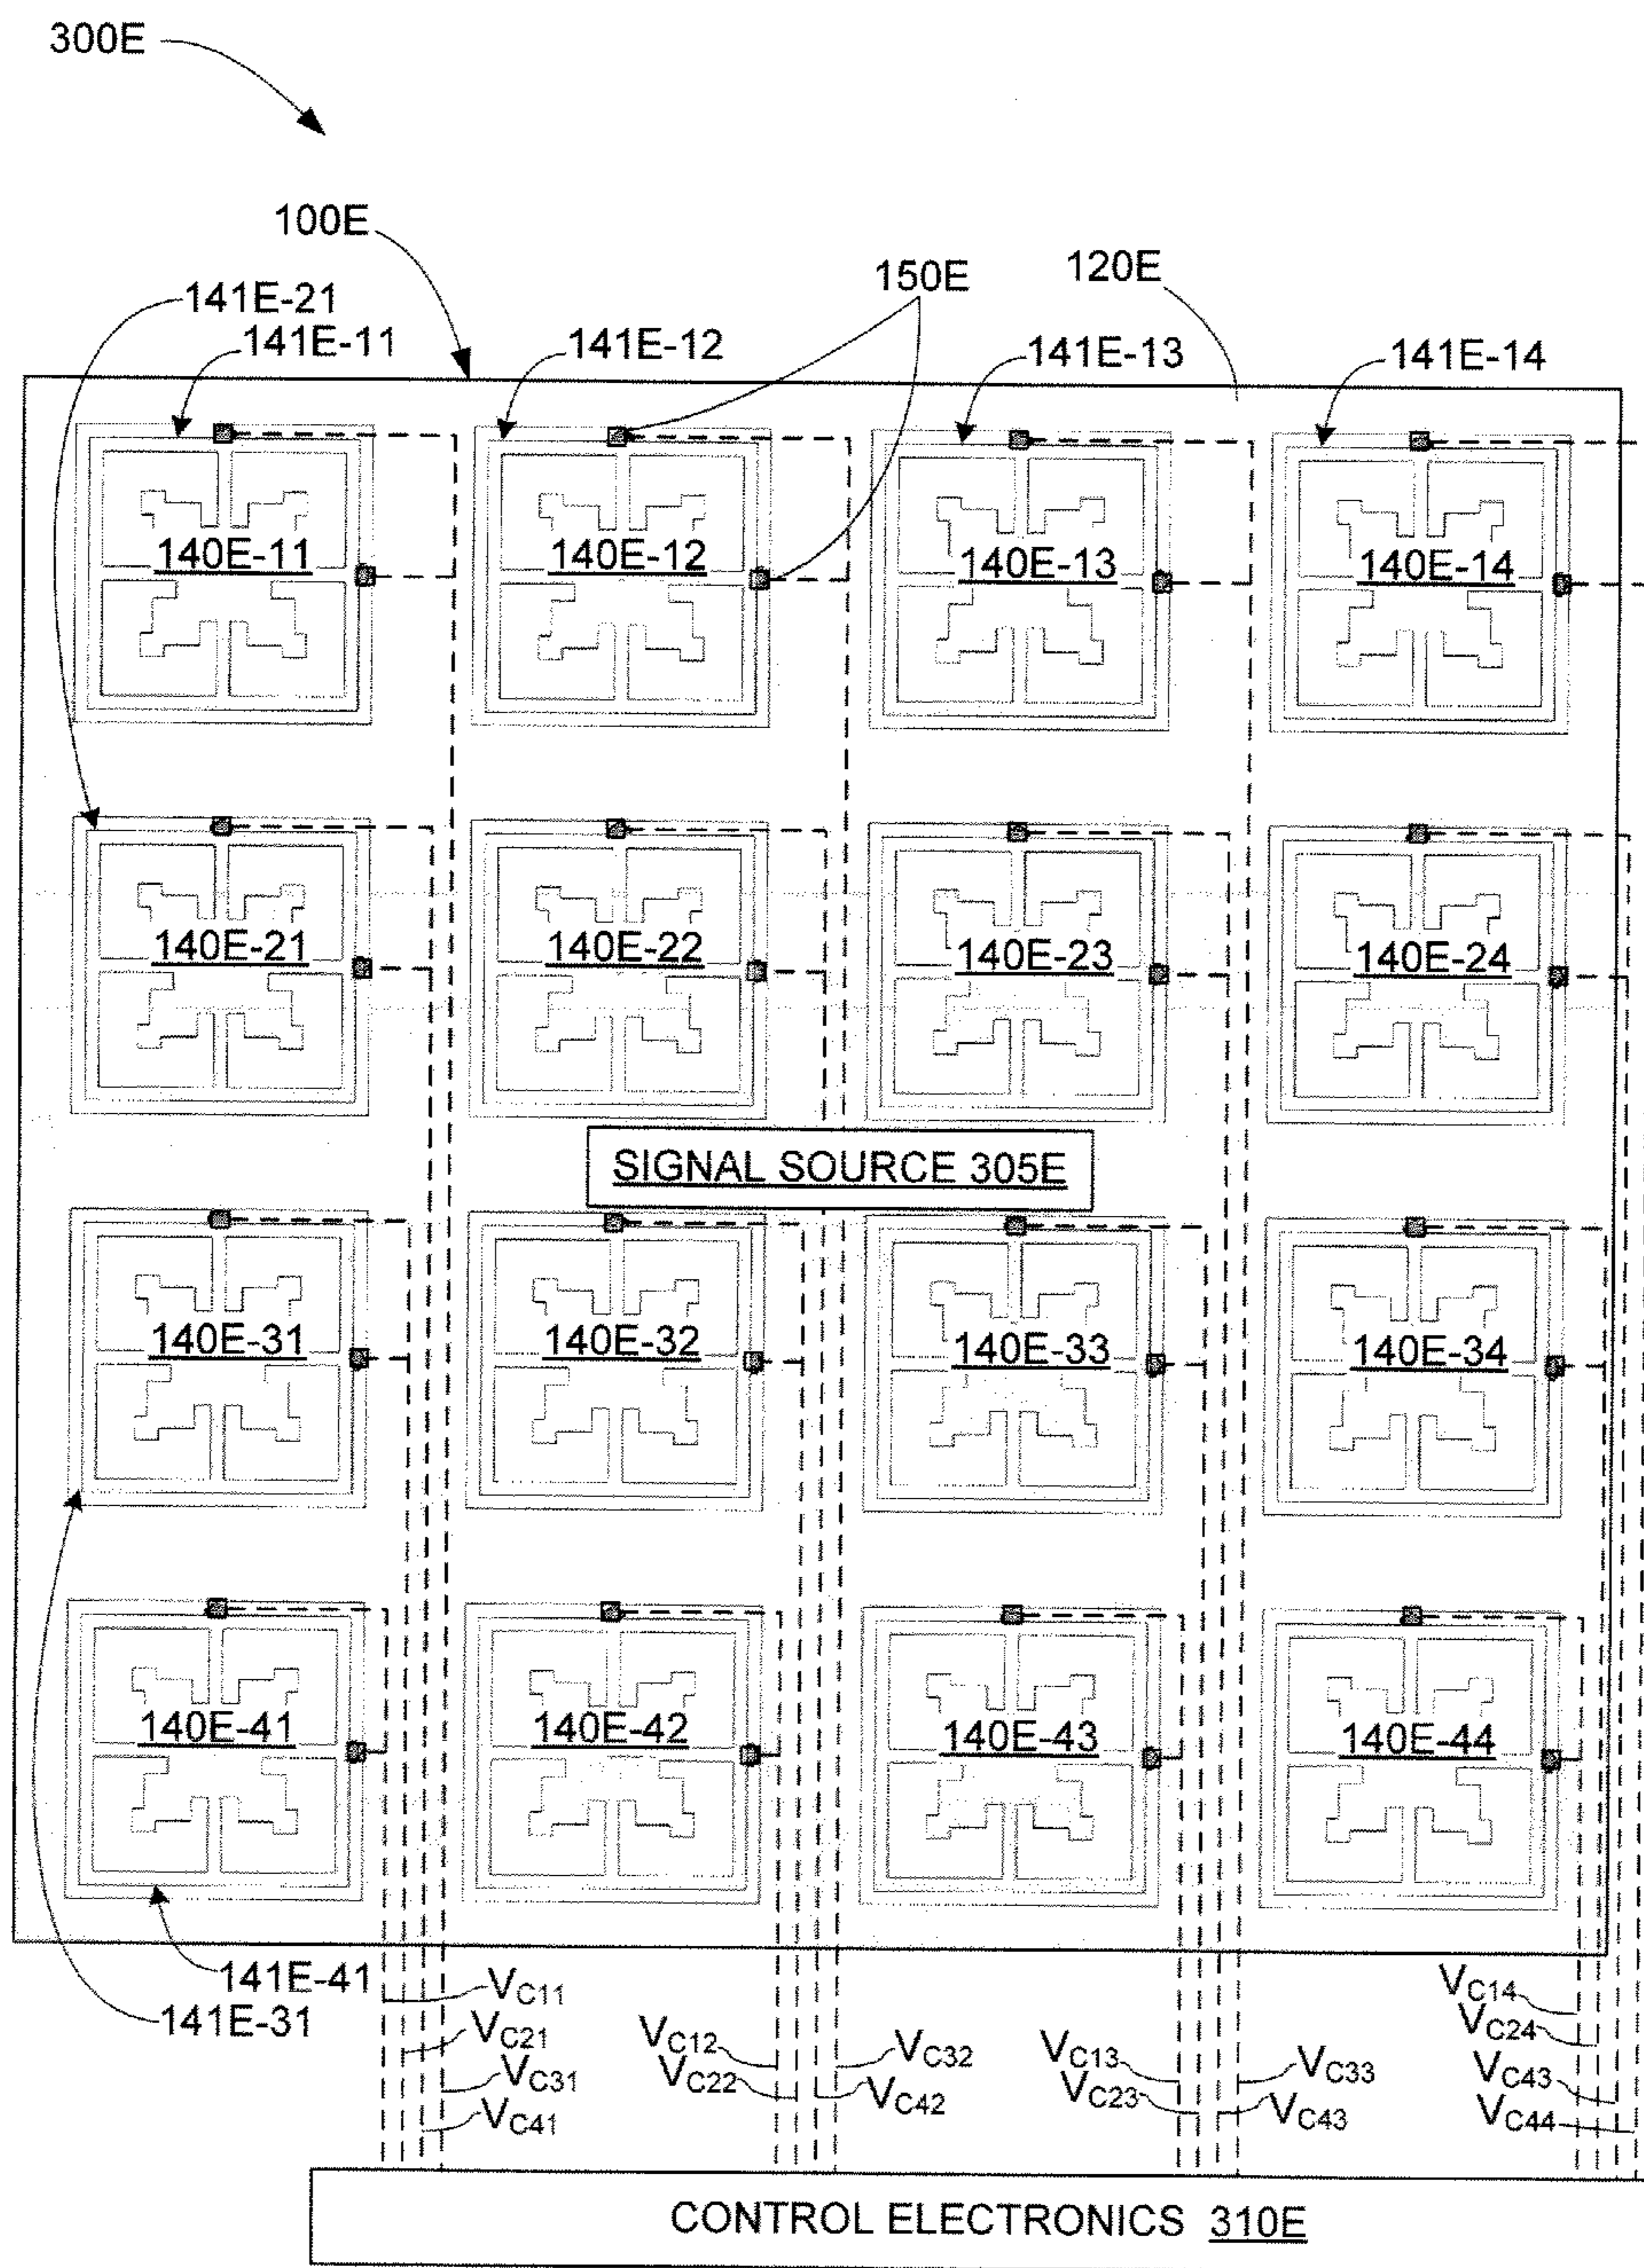 300E
100E
150E
120E
141E-21
141E-11
141E-12
141E-13
141E-14
140E-11
140E-12
140E-13
140E-14
140E-21
140E-22
140E-23
140E-24
SIGNAL SOURCE 305E
140E-31
140E-32
140E-33
140E-34
140E-41
140E-42
140E-43
140E-44
141E-41
141E-31
VC11
VC21
VC31
VC41
VC12
VC22
VC32
VC42
VC13
VC23
VC33
VC43
VC14
VC24
VC43
VC44
CONTROL ELECTRONICS 310E